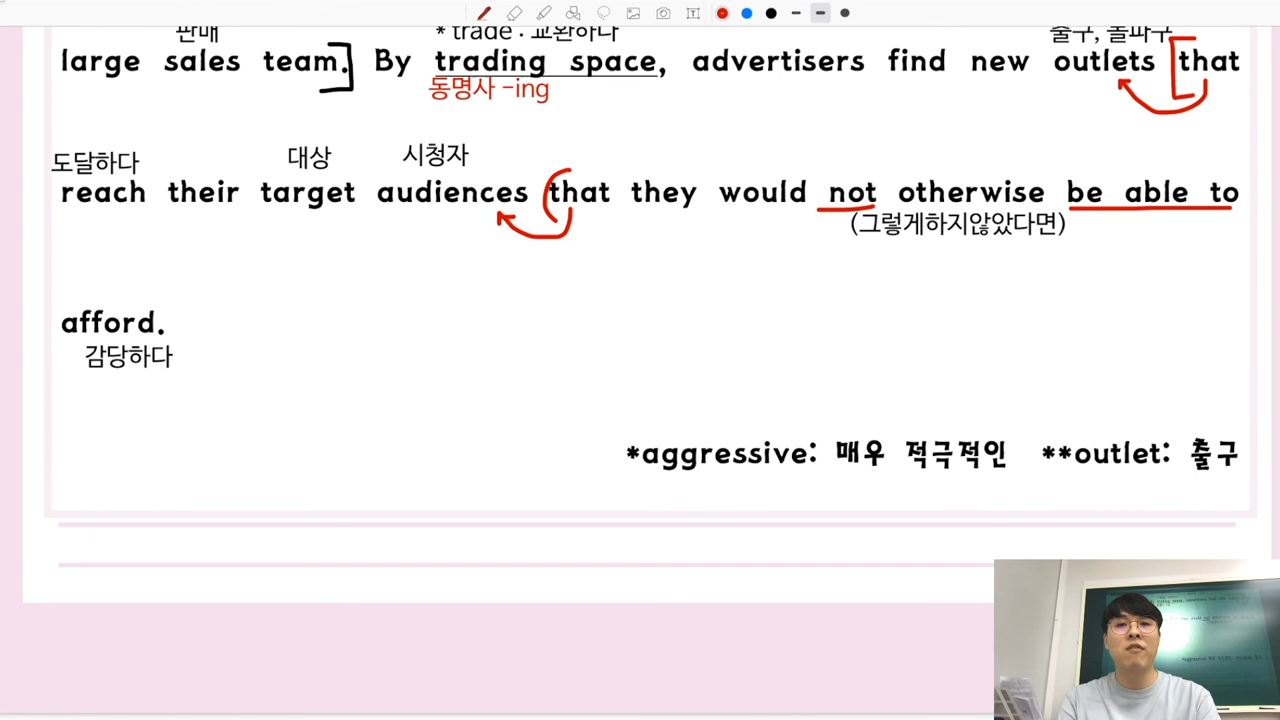 판매 * trade : 교환하다 출구, 돌파구
large sales team. By trading space, advertisers find new outlets that
동명사 -ing
도달하다 대상 시청자
reach their target audiences that they would not otherwise be able to
(그렇게하지않았다면)
afford.
감당하다
*aggressive: 매우 적극적인 **outlet: 출구